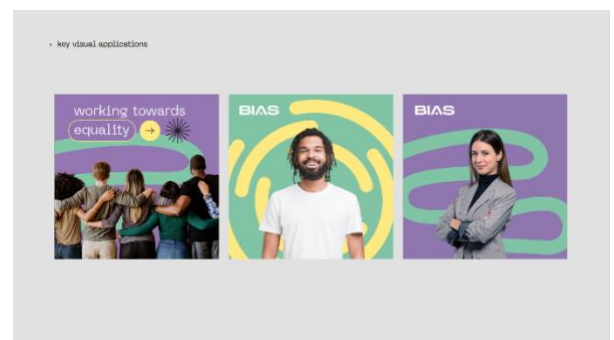 key visual applications
working towards
equality
BIAS
BIAS